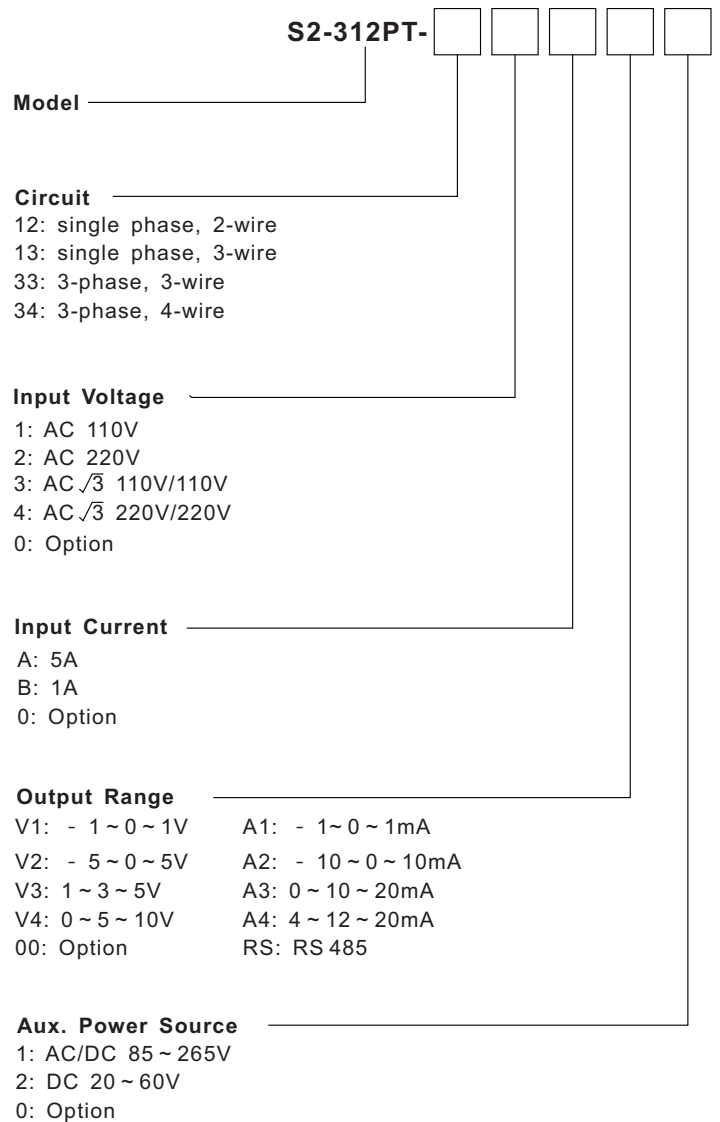 S2-312PT-
Model
Circuit
12: single phase, 2-wire
13: single phase, 3-wire
33: 3-phase, 3-wire
34: 3-phase, 4-wire
Input Voltage
1: AC 110V
2: AC 220V
3: AC √3 110V/110V
4: AC √3 220V/220V
0: Option
Input Current
A: 5A
B: 1A
0: Option
Output Range
V1: - 1 ~ 0 ~ 1V A1: - 1~ 0 ~ 1mA
V2: - 5 ~ 0 ~ 5V A2: - 10 ~ 0 ~ 10mA
V3: 1 ~ 3 ~ 5V A3: 0 ~ 10 ~ 20mA
V4: 0 ~ 5 ~ 10V A4: 4 ~ 12 ~ 20mA
00: Option RS: RS 485
Aux. Power Source
1: AC/DC 85 ~ 265V
2: DC 20 ~ 60V
0: Option